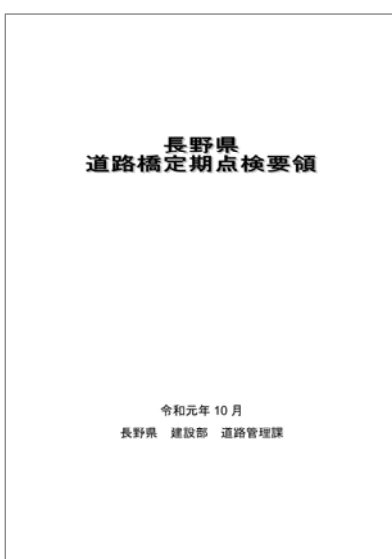 長野県
道路橋定期点検要領
令和元年 10 月
長野県　建設部　道路管理課